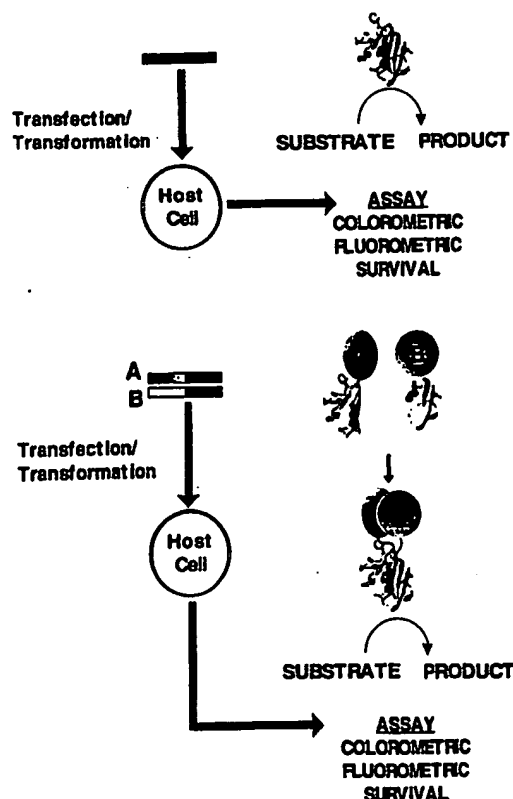 Transfection/
Transformation
SUBSTRATE PRODUCT
Host
Cell
ASSAY
COLOROMETRIC
FLUOROMETRIC
SURVIVAL
A
B
Transfection/
Transformation
B
Host
Cell
SUBSTRATE PRODUCT
ASSAY
COLOROMETRIC
FLUOROMETRIC
SURVIVAL